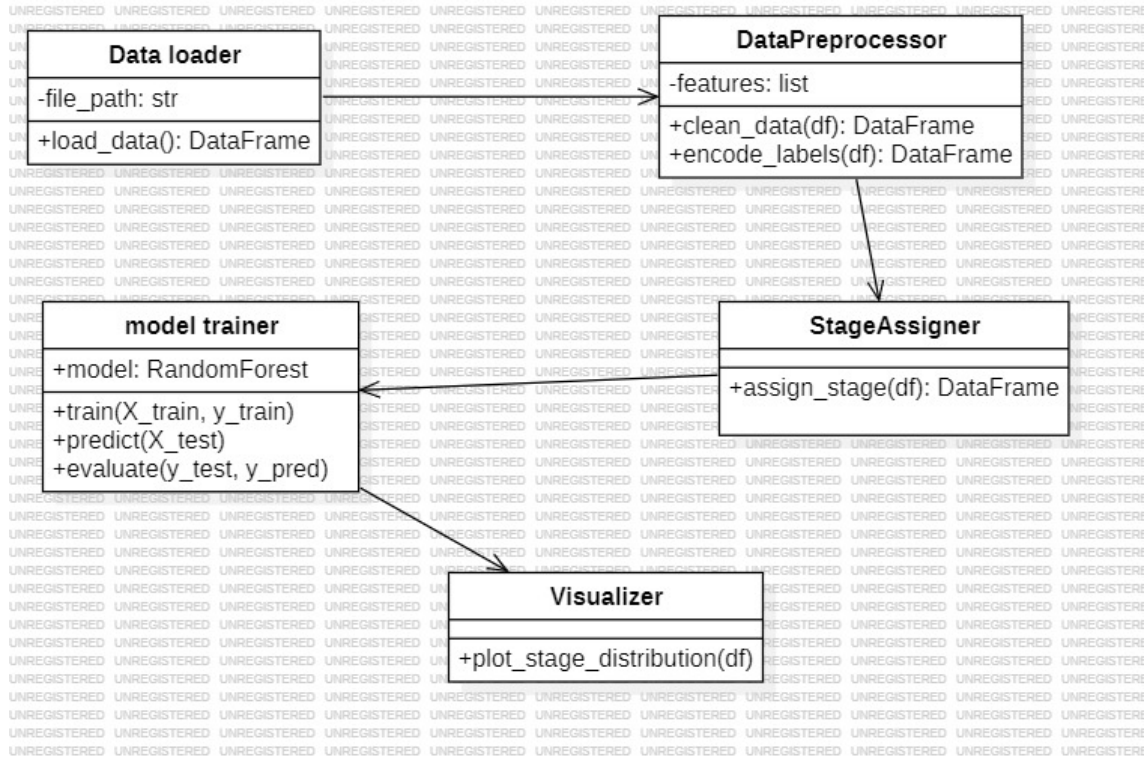 Data loader
-file_path: str
+load_data(): DataFrame
DataPreprocessor
-features: list
+clean_data(df): DataFrame
+encode_labels(df): DataFrame
model trainer
+model: RandomForest
+train(X_train, y_train)
+predict(X_test)
+evaluate(y_test, y_pred)
StageAssigner
+assign_stage(df): DataFrame
Visualizer
+plot_stage_distribution(df)
UNREGISTERED